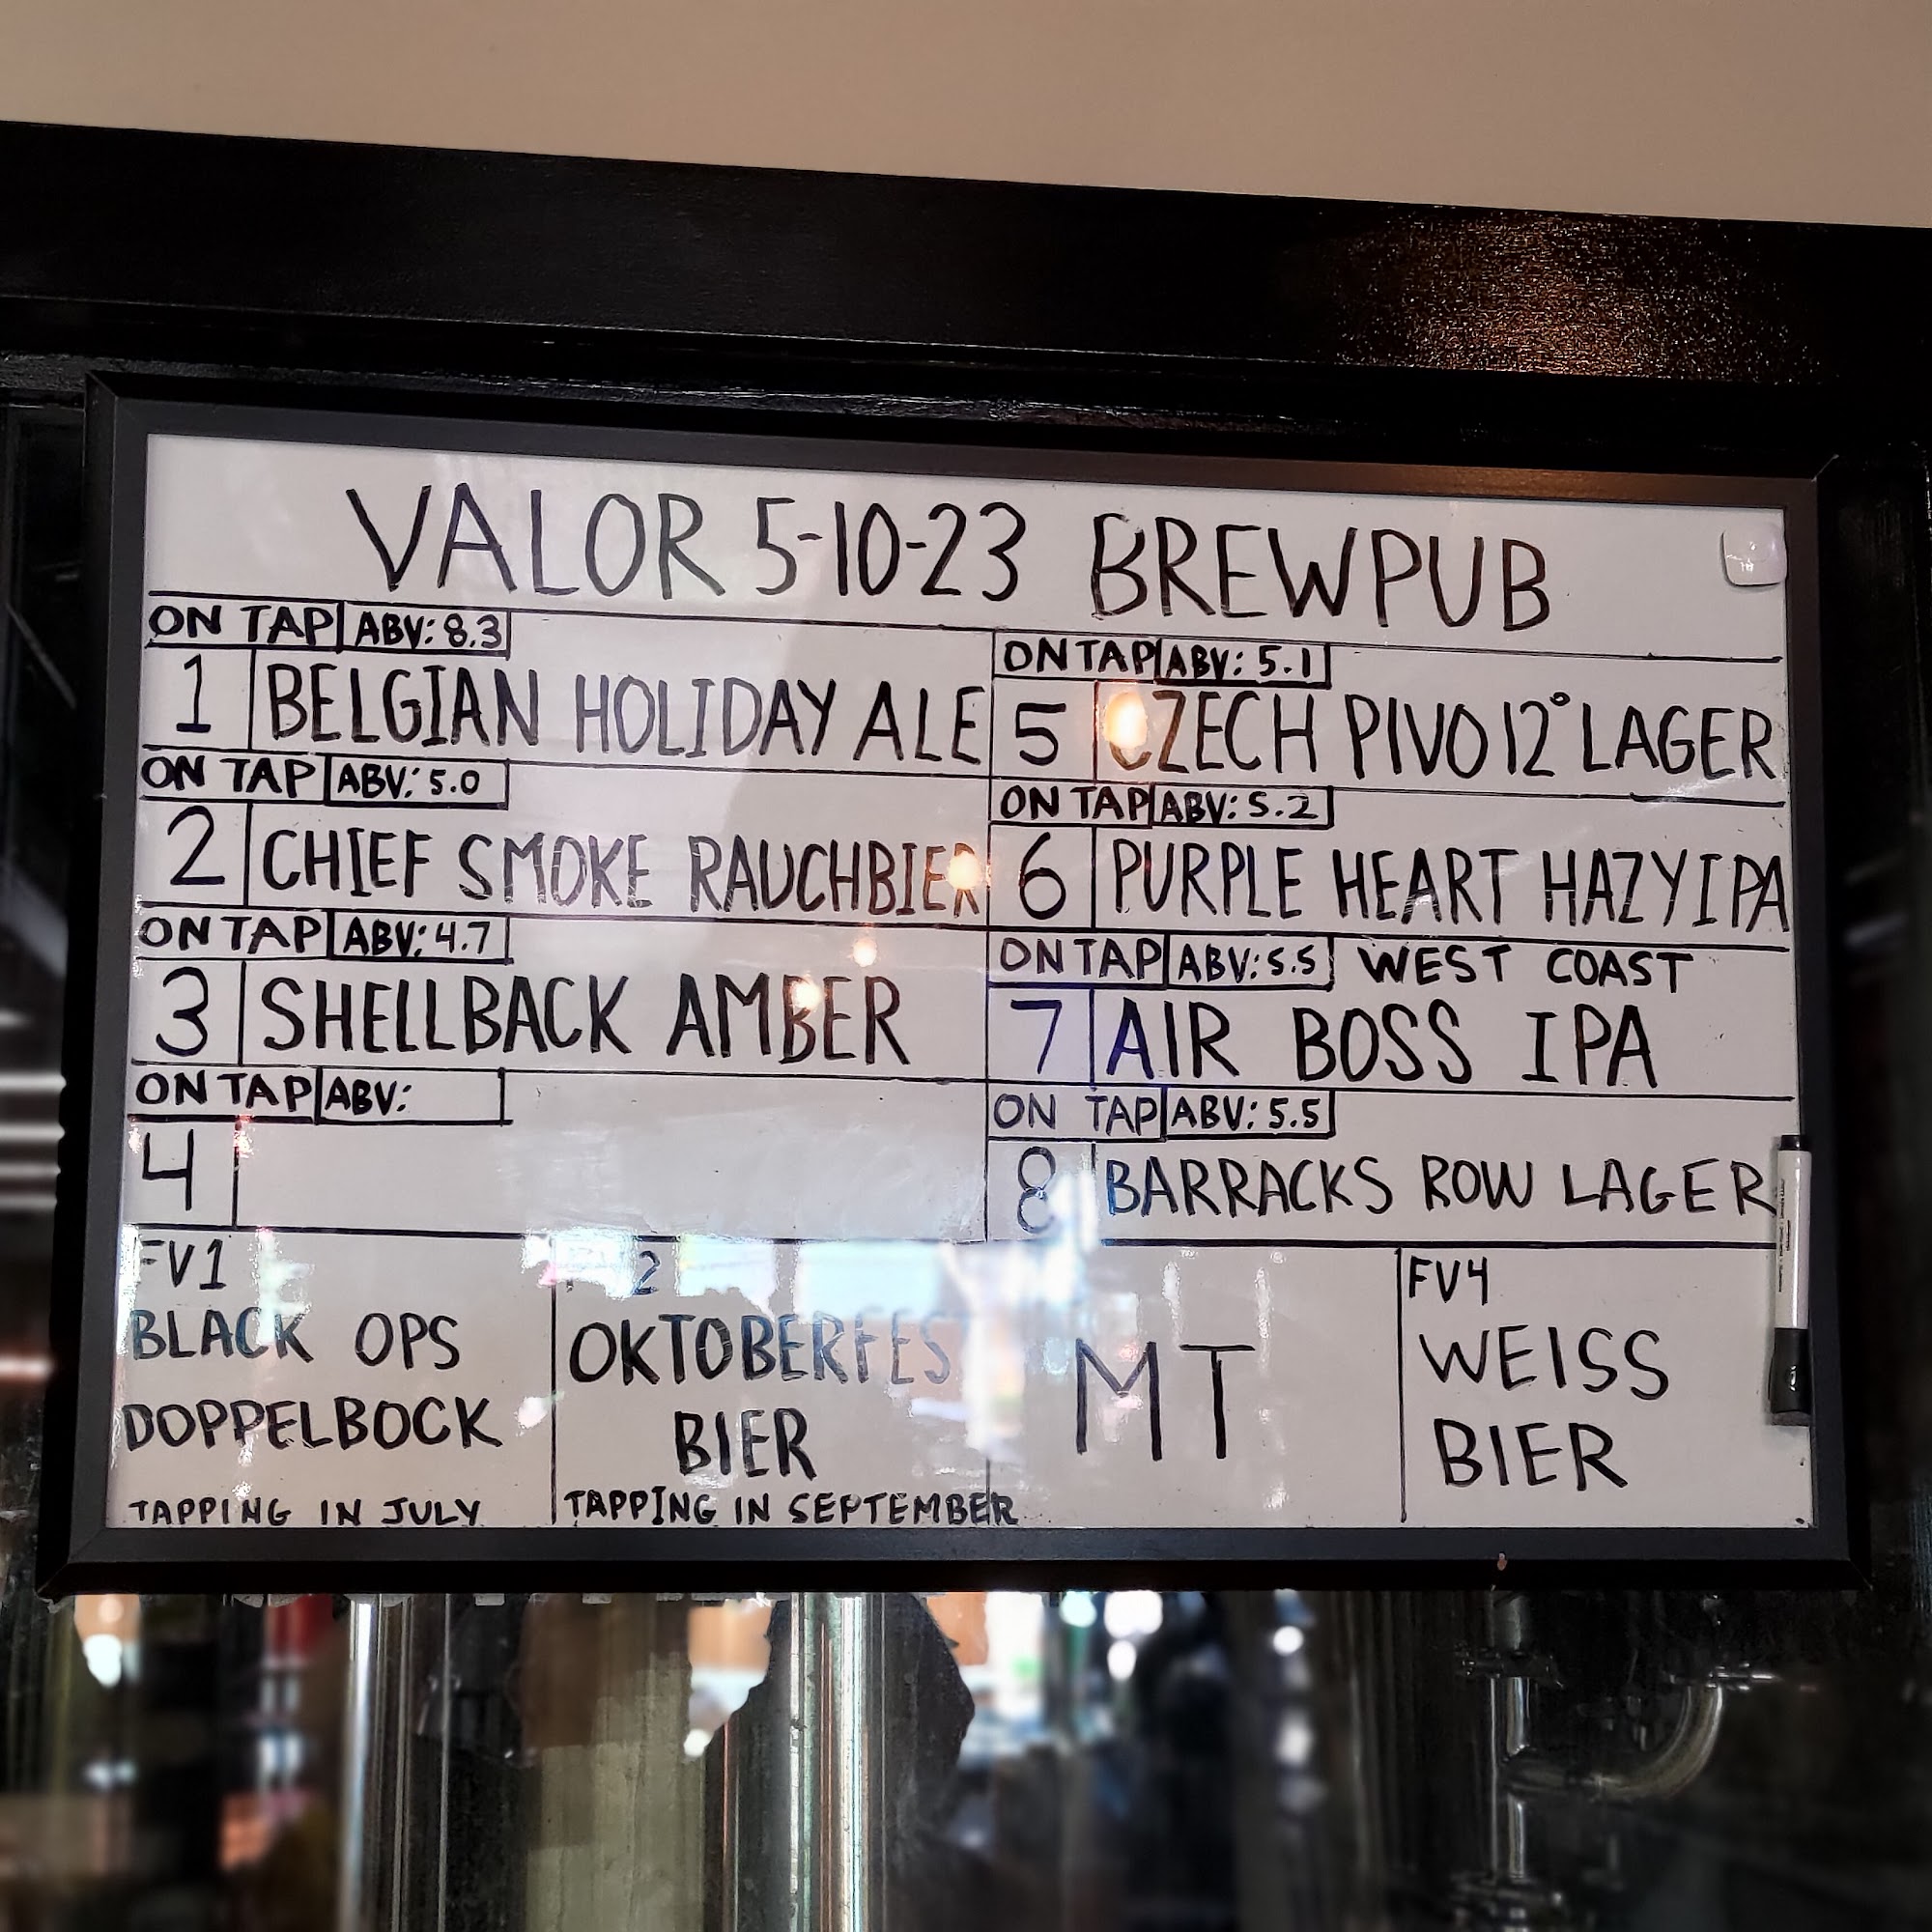 VALOR 5-10-23 BREWPUB
ON TAP ABV: 8.3
1 BELGIAN HOLIDAY ALE
ON TAP ABV: 5.0
2 CHIEF SMOKE RAUCHBIER
ON TAP ABV: 4.7
3 SHELLBACK AMBER
ON TAP ABV:
4
ON TAP ABV: 5.1
5 CZECH PIVO 12° LAGER
ON TAP ABV: 5.2
6 PURPLE HEART HAZY IPA
ON TAP ABV: 5.5 WEST COAST
7 AIR BOSS IPA
ON TAP ABV: 5.5
8 BARRACKS ROW LAGER
FV1
BLACK OPS
DOPPELBOCK
TAPPING IN JULY
2
OKTOBERFES
BIER
TAPPING IN SEPTEMBER
MT
FV4
WEISS
BIER